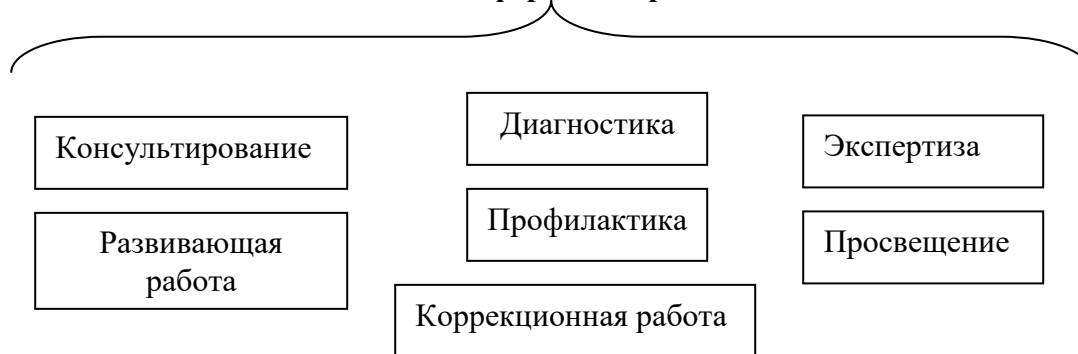 Диагностика
Консультирование
Экспертиза
Профилактика
Развивающая
работа
Просвещение
Коррекционная работа